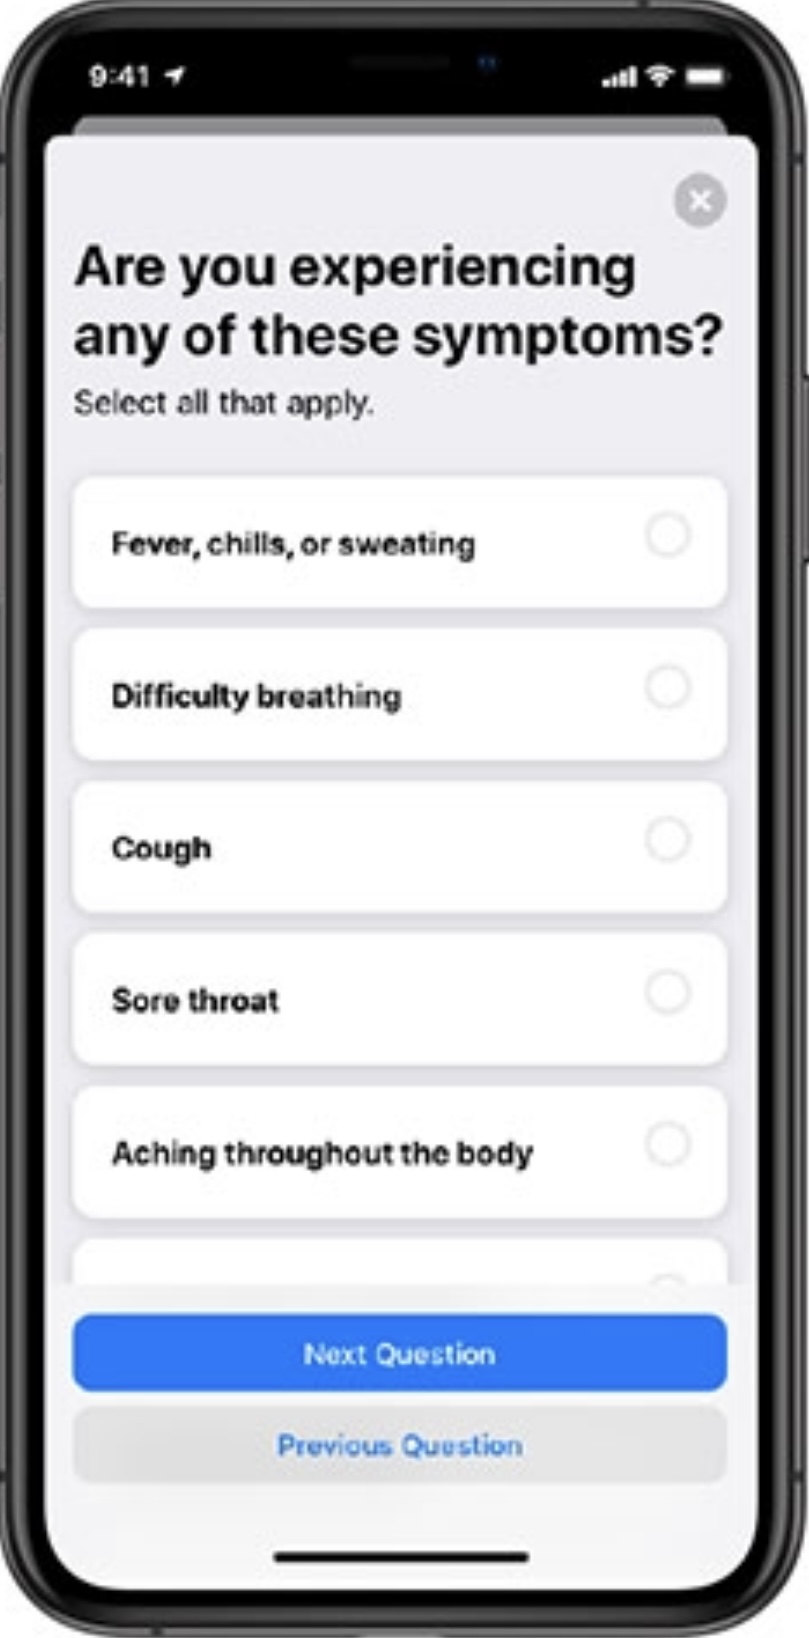 9:41
Are you experiencing
any of these symptoms?
Select all that apply.
Fever, chills, or sweating
Difficulty breathing
Cough
Sore throat
Aching throughout the body
Next Question
Previous Question